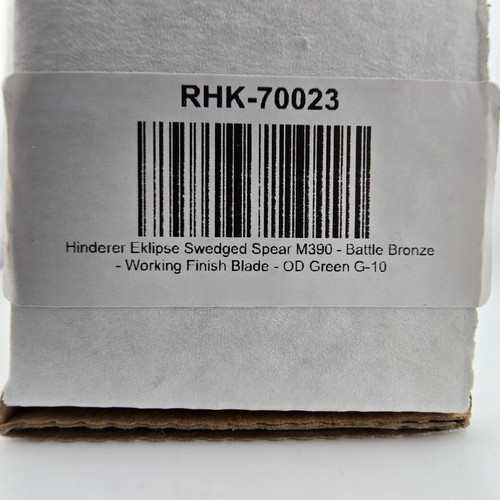 RHK-70023
Hinderer Eklipse Swedged Spear M390 - Battle Bronze
- Working Finish Blade - OD Green G-10